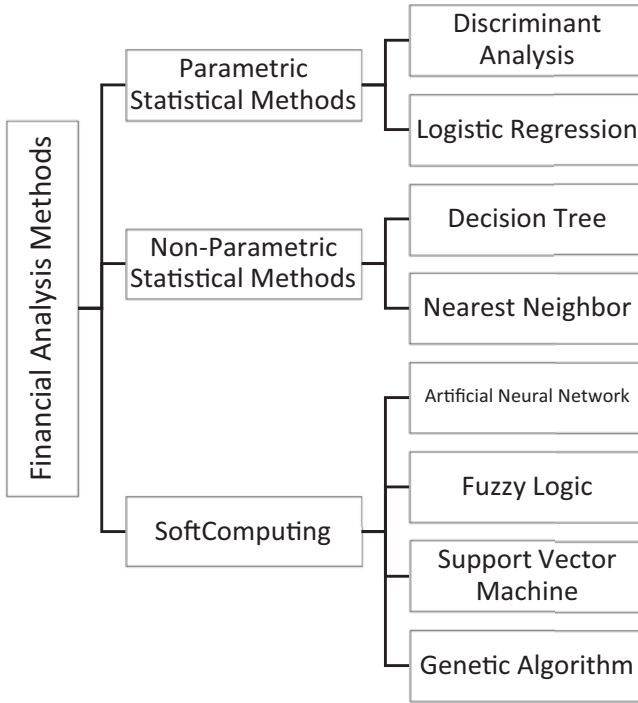 Financial Analysis Methods
Parametric
Statistical Methods
Discriminant
Analysis
Logistic Regression
Non-Parametric
Statistical Methods
Decision Tree
Nearest Neighbor
SoftComputing
Artificial Neural Network
Fuzzy Logic
Support Vector
Machine
Genetic Algorithm